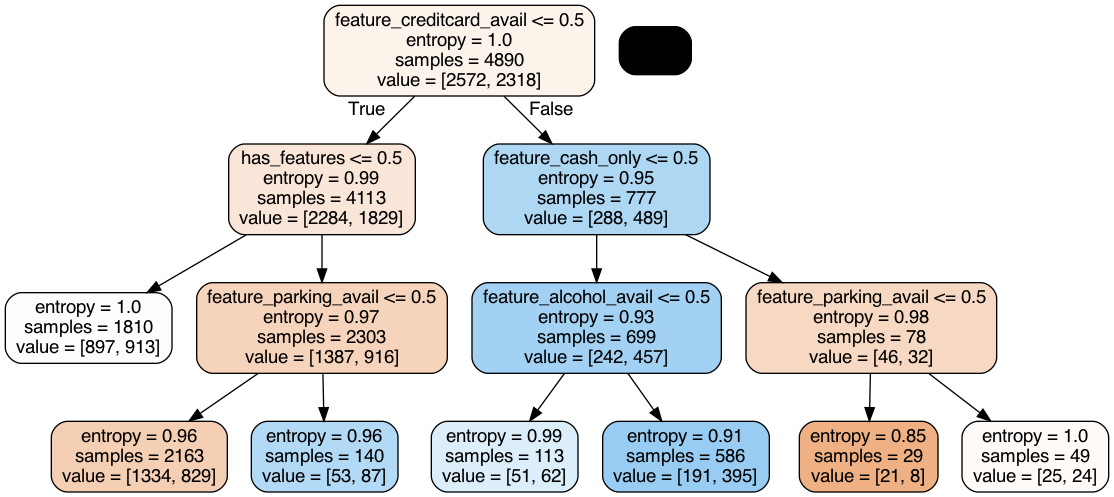 feature_creditcard_avail <= 0.5
entropy = 1.0
samples = 4890
value = [2572, 2318]
True
False
has_features <= 0.5
entropy = 0.99
samples = 4113
value = [2284, 1829]
feature_cash_only <= 0.5
entropy = 0.95
samples = 777
value = [288, 489]
entropy = 1.0
samples = 1810
value = [897, 913]
feature_parking_avail <= 0.5
entropy = 0.97
samples = 2303
value = [1387, 916]
feature_alcohol_avail <= 0.5
entropy = 0.93
samples = 699
value = [242, 457]
feature_parking_avail <= 0.5
entropy = 0.98
samples = 78
value = [46, 32]
entropy = 0.96
samples = 2163
value = [1334, 829]
entropy = 0.96
samples = 140
value = [53, 87]
entropy = 0.99
samples = 113
value = [51, 62]
entropy = 0.91
samples = 586
value = [191, 395]
entropy = 0.85
samples = 29
value = [21, 8]
entropy = 1.0
samples = 49
value = [25, 24]